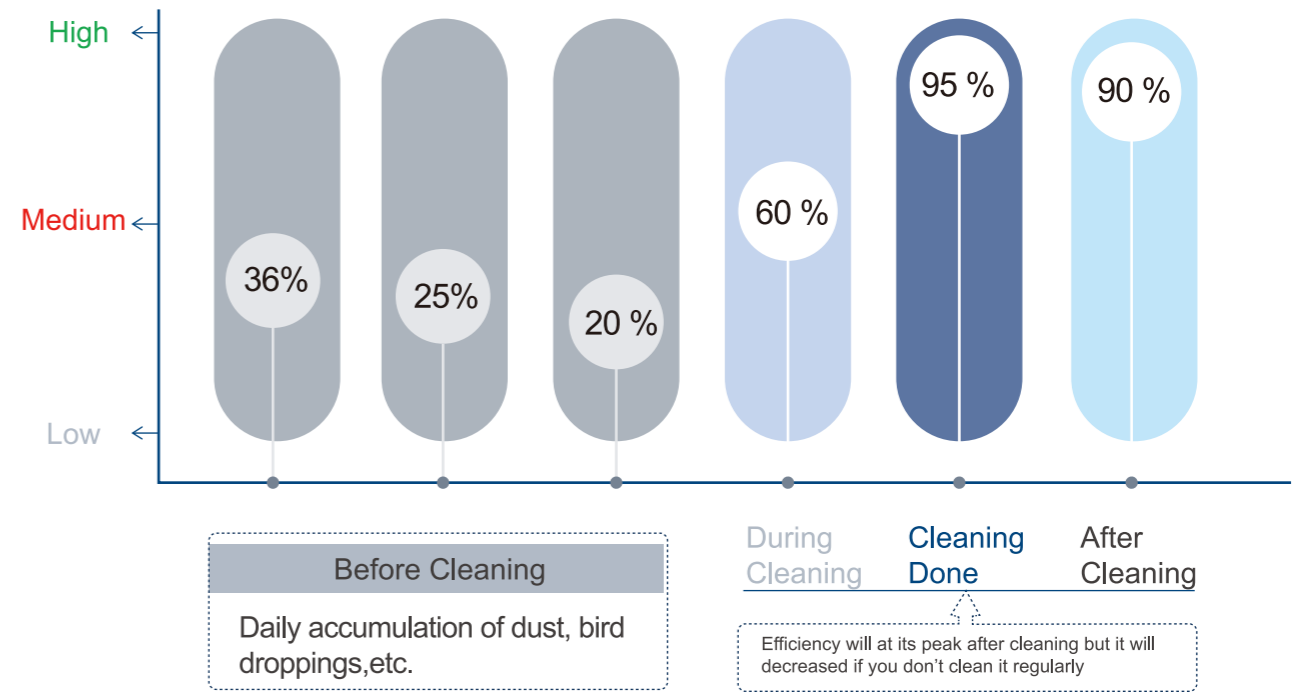 High
Medium
Low
36%
25%
20 %
60 %
95 %
90 %
Before Cleaning
Daily accumulation of dust, bird
droppings,etc.
During
Cleaning
Cleaning
Done
After
Cleaning
Efficiency will at its peak after cleaning but it will
decreased if you don’t clean it regularly